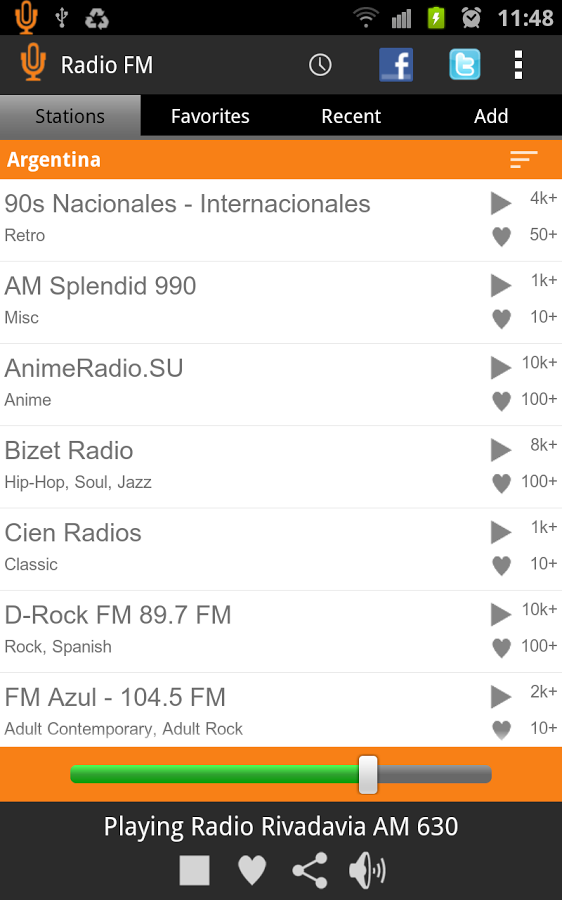 11:48
Radio FM
Stations Favorites Recent Add
Argentina
90s Nacionales - Internacionales 4k+
Retro 50+
AM Splendid 990 1k+
Misc 10+
AnimeRadio.SU 10k+
Anime 100+
Bizet Radio 8k+
Hip-Hop, Soul, Jazz 100+
Cien Radios 1k+
Classic 10+
D-Rock FM 89.7 FM 10k+
Rock, Spanish 100+
FM Azul - 104.5 FM 2k+
Adult Contemporary, Adult Rock 10+
Playing Radio Rivadavia AM 630